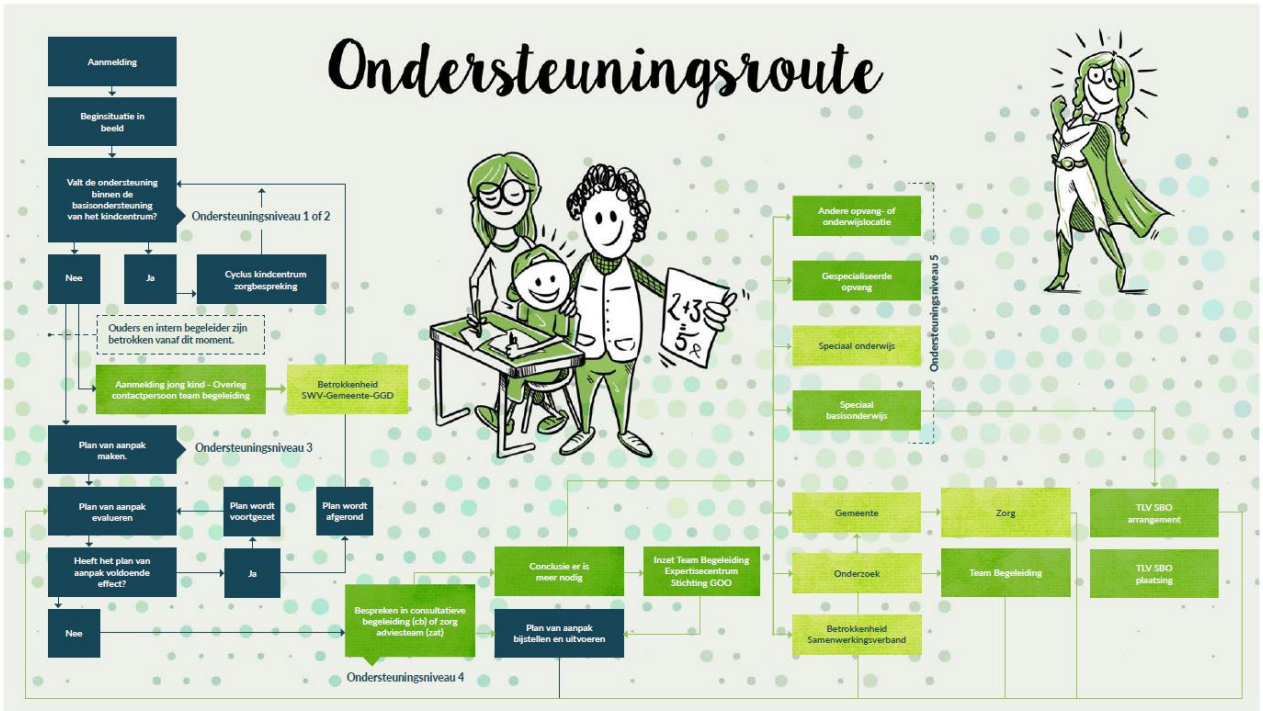 Ondersteuningsroute
Aanmelding
Beginsituatie in
beeld
Valt de ondersteuning
binnen de
basisondersteuning
van het kindcentrum?
Ondersteuningsniveau 1 of 2
Nee
Ja
Cyclus kindcentrum
zorgbespreking
Ouders en intern begeleider zijn
betrokken vanaf dit moment.
Aanmelding jong kind - Overleg
contactpersoon team begeleiding
Betrokkenheid
SWV-Gemeente-GGD
Plan van aanpak
maken.
Ondersteuningsniveau 3
Plan van aanpak
evalueren
Plan wordt
voortgezet
Plan wordt
afgerond
Heeft het plan van
aanpak voldoende
effect?
Ja
Nee
Bespreken in consultatieve
begeleiding (cb) of zorg
adviesteam (zat)
Ondersteuningsniveau 4
Conclusie er is
meer nodig
Inzet Team Begeleiding
Expertisecentrum
Stichting GOO
Plan van aanpak
bijstellen en uitvoeren
2+3
=
5
Andere opvang- of
onderwijslocatie
Gespecialiseerde
opvang
Speciaal onderwijs
Speciaal
basisonderwijs
Ondersteuningsniveau 5
Gemeente
Zorg
TLV SBO
arrangement
Onderzoek
Team Begeleiding
TLV SBO
plaatsing
Betrokkenheid
Samenwerkingsverband